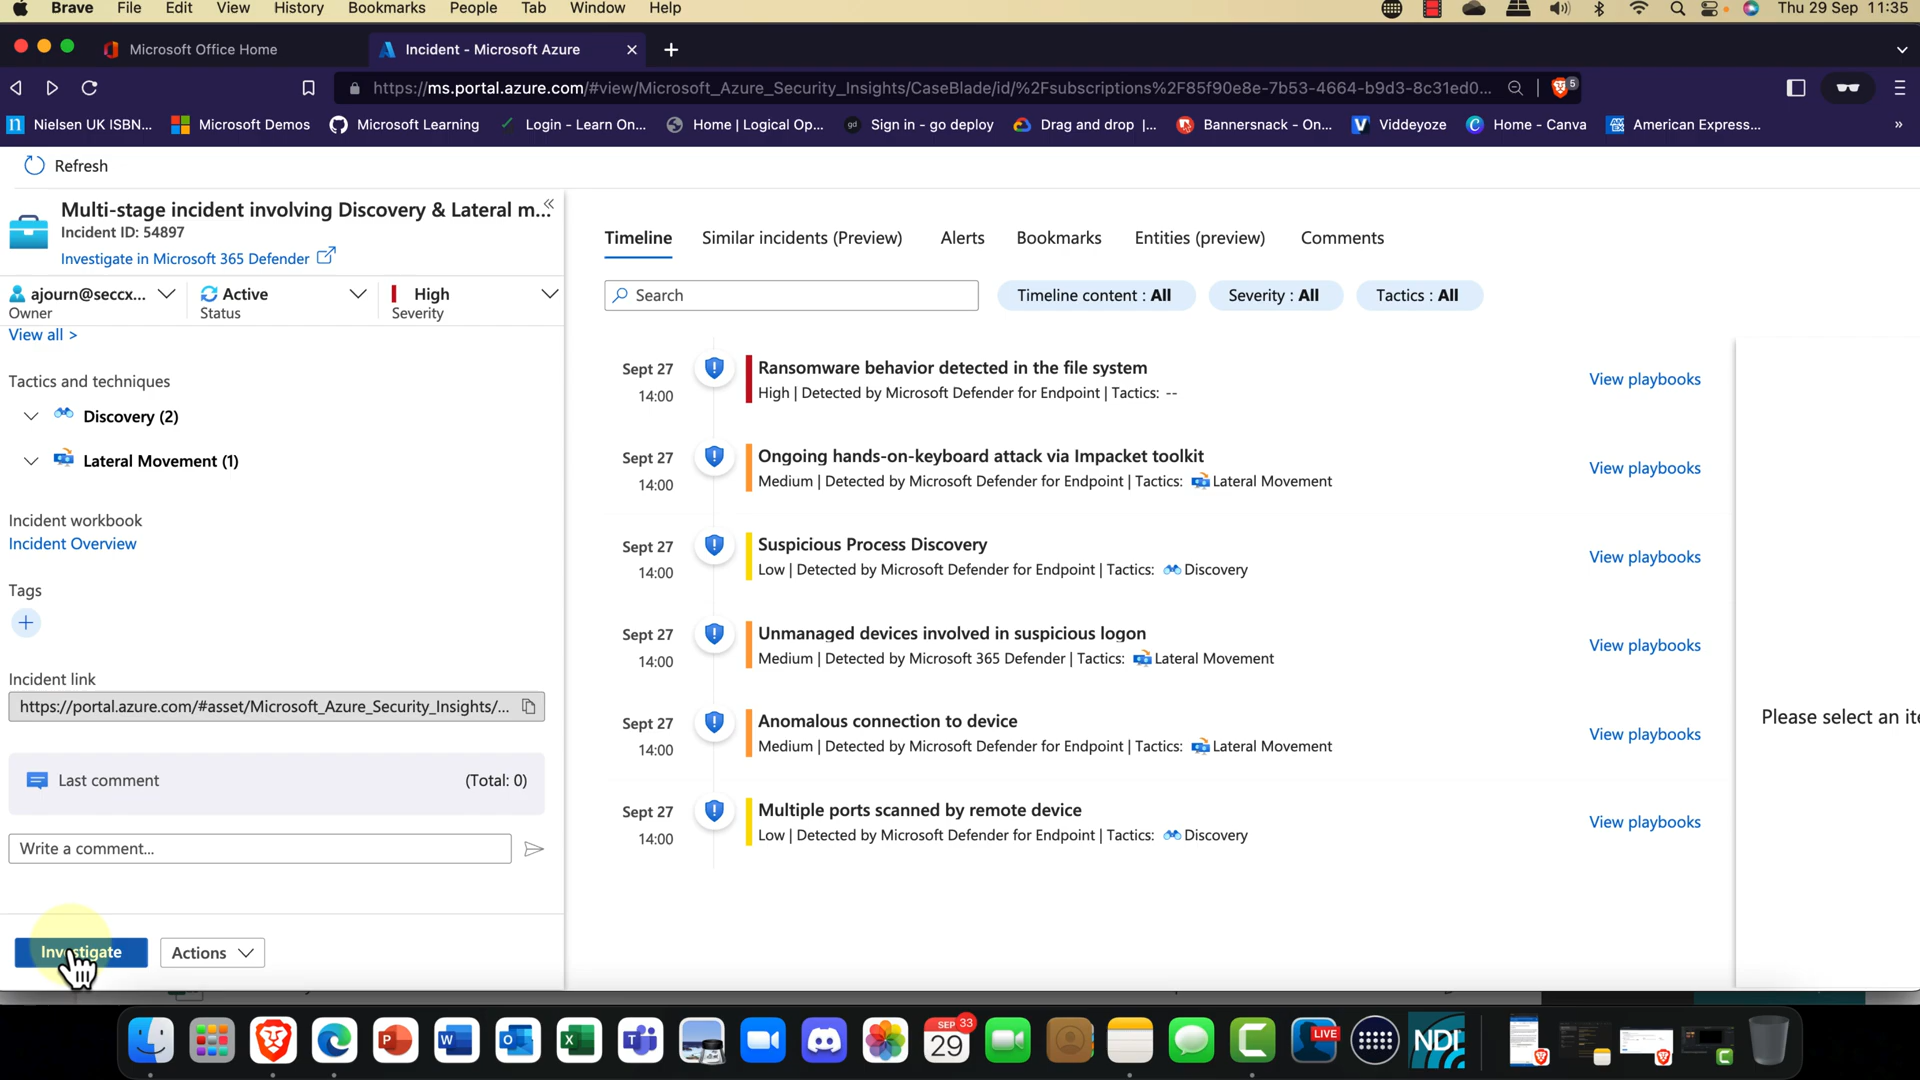 Brave File Edit View History Bookmarks People Tab Window Help Thu 29 Sep 11:35
Microsoft Office Home Incident - Microsoft Azure
https://ms.portal.azure.com/#view/Microsoft_Azure_Security_Insights/CaseBlade/id/%2Fsubscriptions%2F85f90e8e-7b53-4664-b9d3-8c31ed0... 5
Nielsen UK ISBN... Microsoft Demos Microsoft Learning Login - Learn On... Home | Logical Op... gd Sign in - go deploy Drag and drop |... Bannersnack - On... Viddeyoze Home - Canva American Express... »
Refresh
Multi-stage incident involving Discovery & Lateral m...
Incident ID: 54897
Investigate in Microsoft 365 Defender
ajourn@seccx... Active High
Owner Status Severity
View all >
Tactics and techniques
Discovery (2)
Lateral Movement (1)
Incident workbook
Incident Overview
Tags
Incident link
https://portal.azure.com/#asset/Microsoft_Azure_Security_Insights/...
Last comment (Total: 0)
Write a comment...
Investigate Actions
Timeline Similar incidents (Preview) Alerts Bookmarks Entities (preview) Comments
Search Timeline content : All Severity : All Tactics : All
Sept 27 Ransomware behavior detected in the file system View playbooks
14:00 High | Detected by Microsoft Defender for Endpoint | Tactics: --
Sept 27 Ongoing hands-on-keyboard attack via Impacket toolkit View playbooks
14:00 Medium | Detected by Microsoft Defender for Endpoint | Tactics: Lateral Movement
Sept 27 Suspicious Process Discovery View playbooks
14:00 Low | Detected by Microsoft Defender for Endpoint | Tactics: Discovery
Sept 27 Unmanaged devices involved in suspicious logon View playbooks
14:00 Medium | Detected by Microsoft 365 Defender | Tactics: Lateral Movement
Sept 27 Anomalous connection to device View playbooks
14:00 Medium | Detected by Microsoft Defender for Endpoint | Tactics: Lateral Movement
Sept 27 Multiple ports scanned by remote device View playbooks
14:00 Low | Detected by Microsoft Defender for Endpoint | Tactics: Discovery
Please select an ite
SEP 33
29
LIVE
NDI